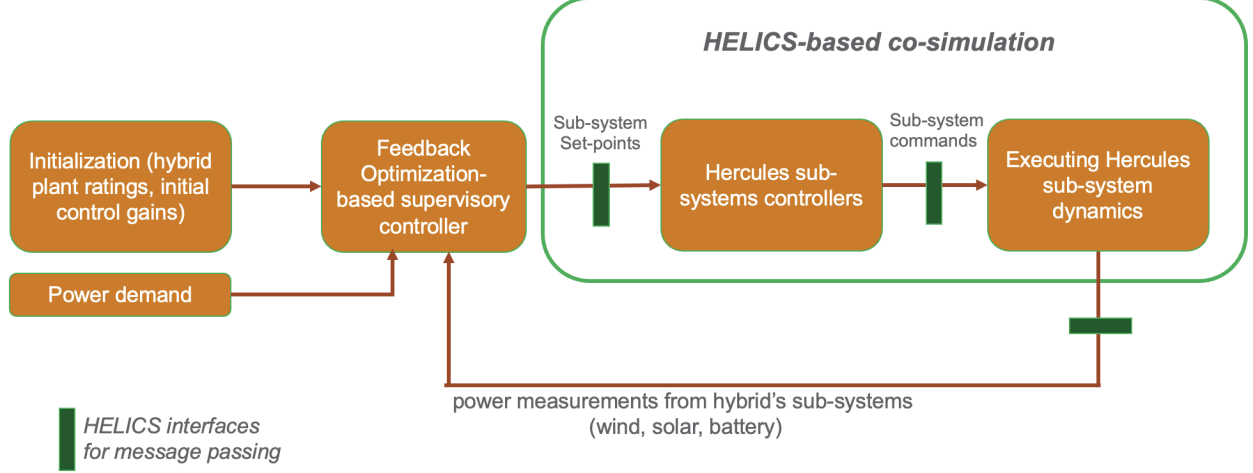 HELICS-based co-simulation
Initialization (hybrid
plant ratings, initial
control gains)
Power demand
Feedback
Optimization-
based supervisory
controller
Sub-system
Set-points
Hercules sub-
systems controllers
Sub-system
commands
Executing Hercules
sub-system
dynamics
power measurements from hybrid's sub-systems
(wind, solar, battery)
HELICS interfaces
for message passing